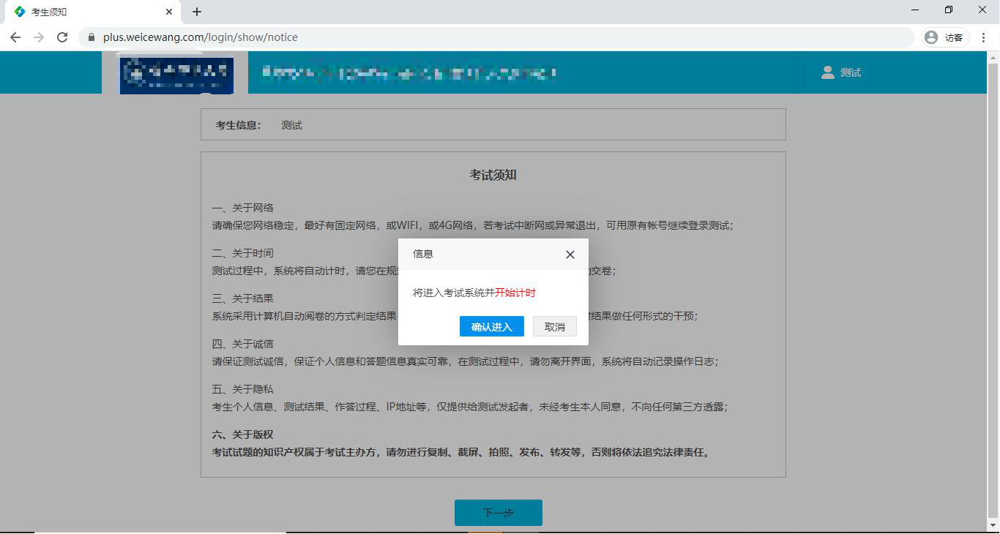 考生须知
plus.weicewang.com/login/show/notice
访客
测试
考生信息： 测试
考试须知
一、关于网络
请确保您网络稳定，最好有固定网络，或WIFI，或4G网络，若考试中断网或异常退出，可用原有帐号继续登录测试；
二、关于时间
测试过程中，系统将自动计时，请您在规
交卷；
三、关于结果
系统采用计算机自动阅卷的方式判定结果
结果做任何形式的干预；
四、关于诚信
请保证测试诚信，保证个人信息和答题信息真实可靠，在测试过程中，请勿离开界面，系统将自动记录操作日志；
五、关于隐私
考生个人信息、测试结果、作答过程、IP地址等，仅提供给测试发起者，未经考生本人同意，不向任何第三方透露；
六、关于版权
考试试题的知识产权属于考试主办方，请勿进行复制、截屏、拍照、发布、转发等，否则将依法追究法律责任。
信息
将进入考试系统并开始计时
确认进入 取消
下一步